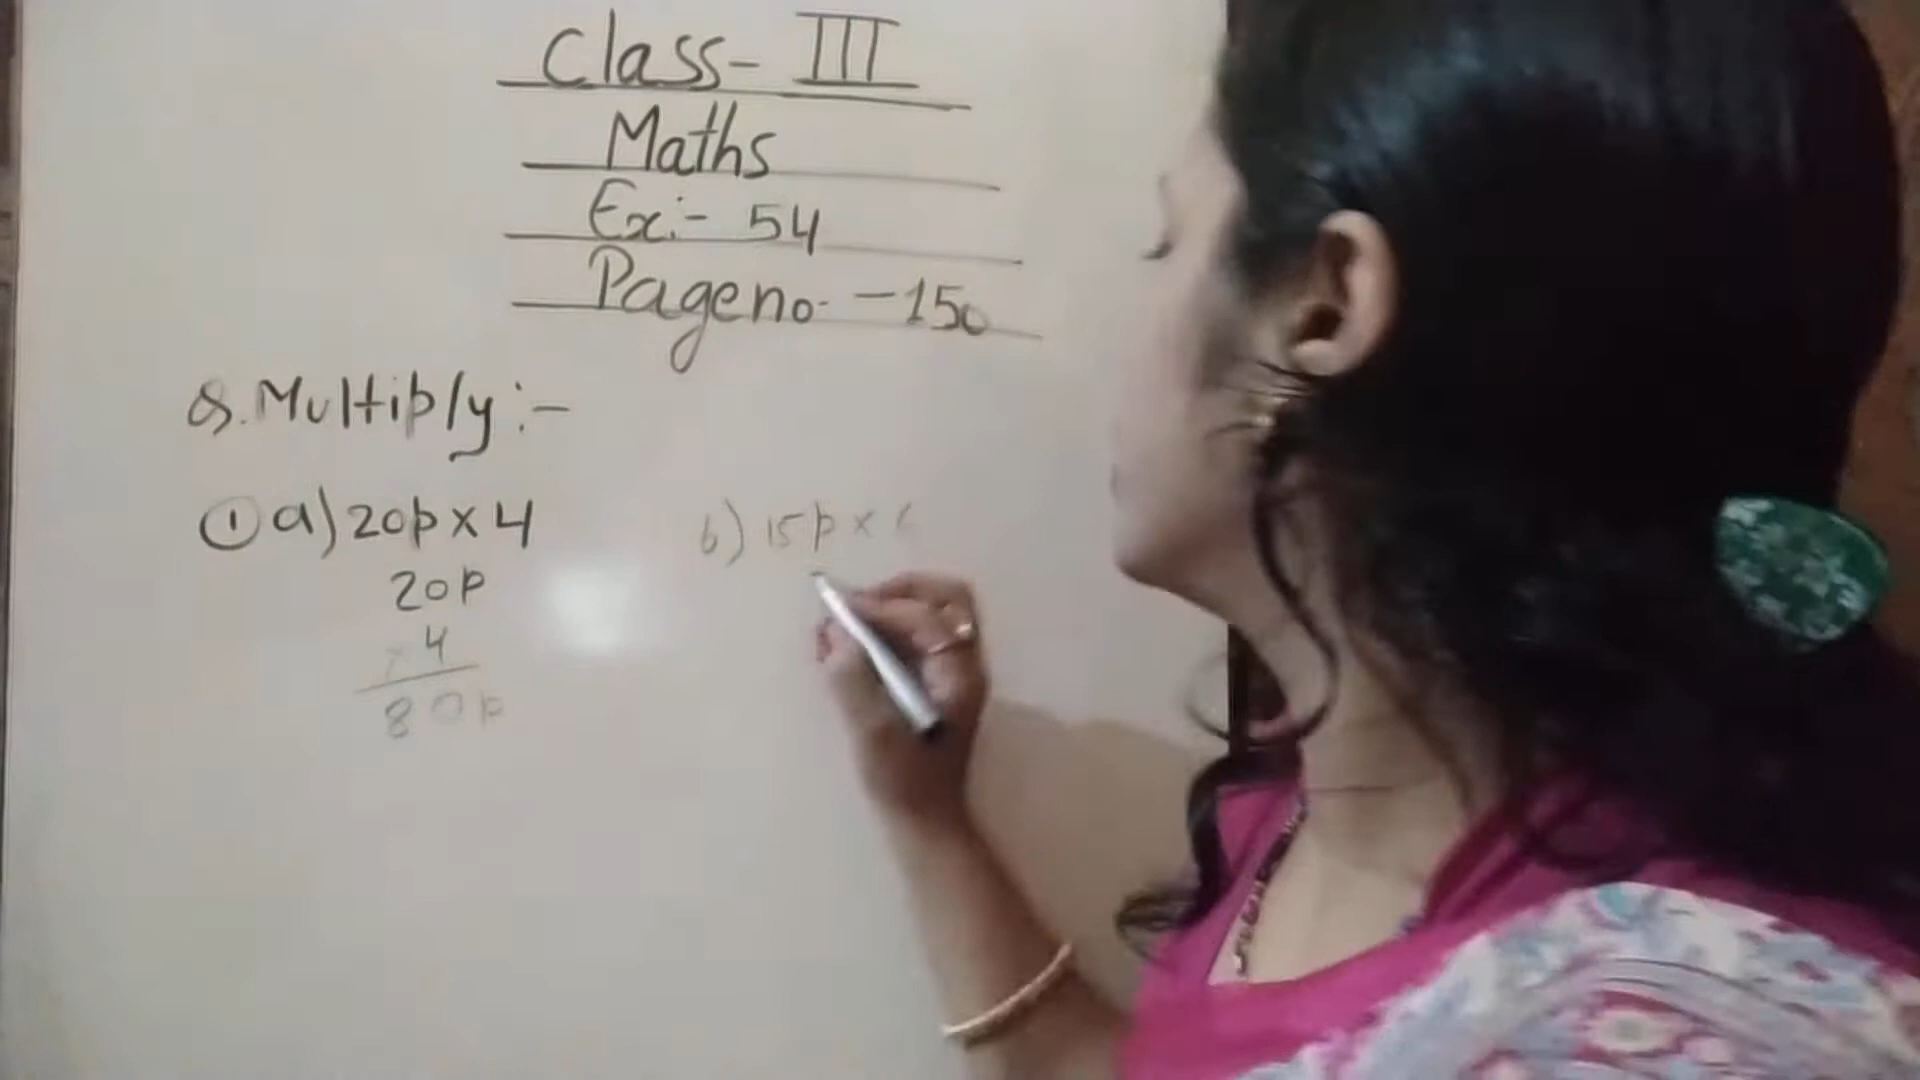 Class- III
Maths
Ex:- 54
Page no. - 150
Q. Multiply :-
① a) 20p x 4
b) 15p x
20p
x 4
80p